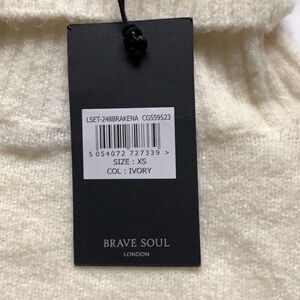 LSET-248BRAKENA CG559523
5 054072 727339 >
SIZE : XS
COL : IVORY
BRAVE SOUL
LONDON